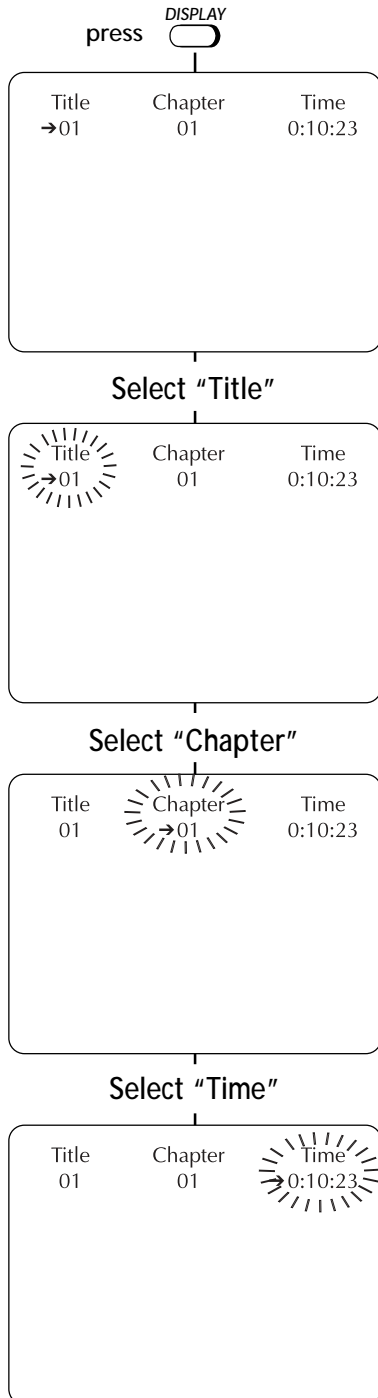 DISPLAY
press
Title Chapter Time
➔01 01 0:10:23
Select “Title”
Title Chapter Time
➔01 01 0:10:23
Select “Chapter”
Title Chapter Time
01 ➔01 0:10:23
Select “Time”
Title Chapter Time
01 01 ➔0:10:23